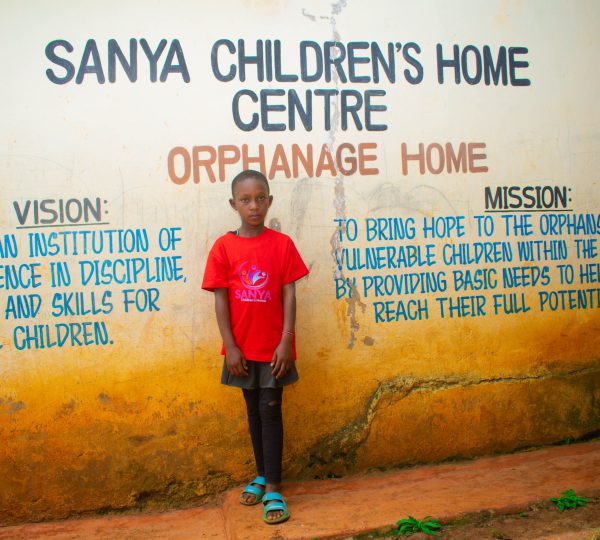 SANYA CHILDREN'S HOME
CENTRE
ORPHANAGE HOME
VISION:
AN INSTITUTION OF
ENCE IN DISCIPLINE,
AND SKILLS FOR
CHILDREN.
MISSION:
TO BRING HOPE TO THE ORPHANS
VULNERABLE CHILDREN WITHIN THE
BY PROVIDING BASIC NEEDS TO HEL
REACH THEIR FULL POTENTI
SANYA
Children's Home